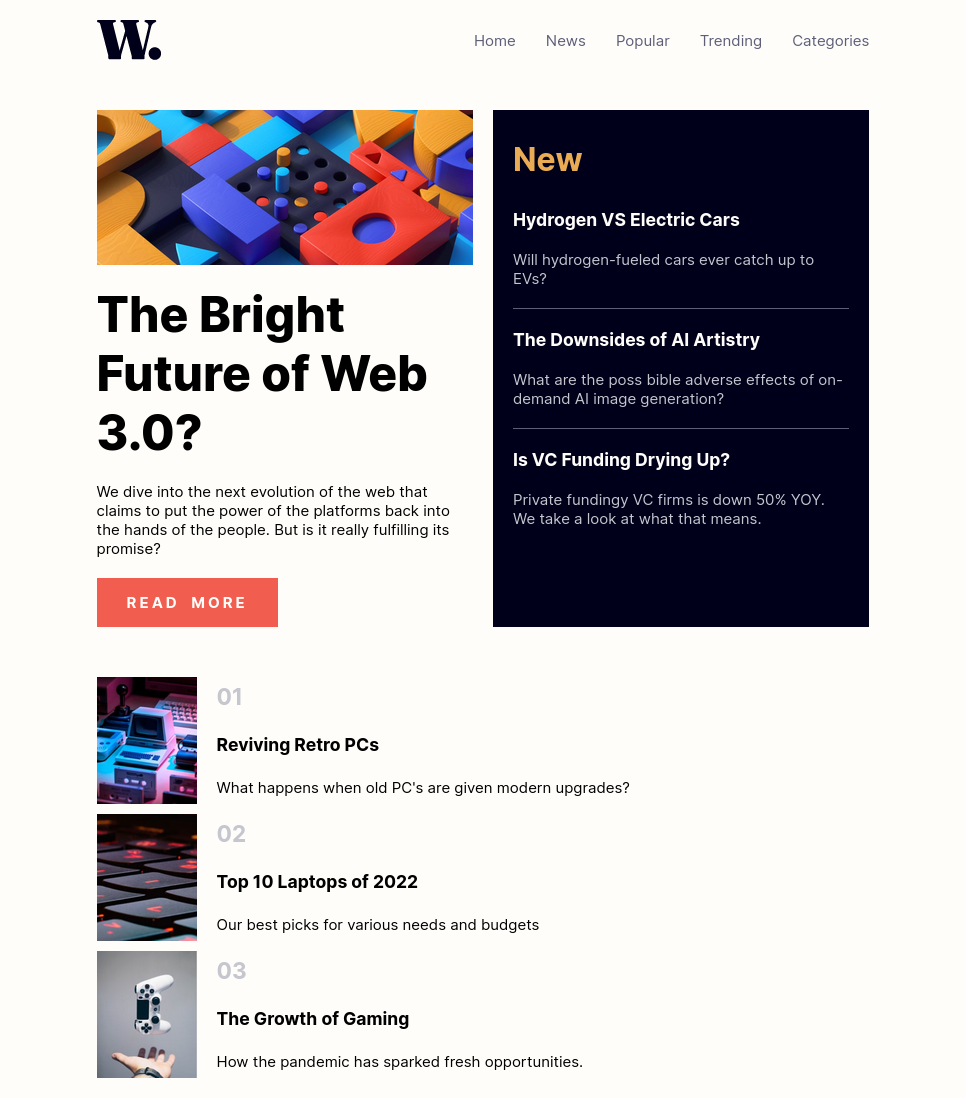 W.
Home
News
Popular
Trending
Categories
The Bright
Future of Web
3.0?
We dive into the next evolution of the web that
claims to put the power of the platforms back into
the hands of the people. But is it really fulfilling its
promise?
READ MORE
New
Hydrogen VS Electric Cars
Will hydrogen-fueled cars ever catch up to
EVs?
The Downsides of AI Artistry
What are the poss bible adverse effects of on-
demand AI image generation?
Is VC Funding Drying Up?
Private fundingy VC firms is down 50% YOY.
We take a look at what that means.
01
Reviving Retro PCs
What happens when old PC's are given modern upgrades?
02
Top 10 Laptops of 2022
Our best picks for various needs and budgets
03
The Growth of Gaming
How the pandemic has sparked fresh opportunities.